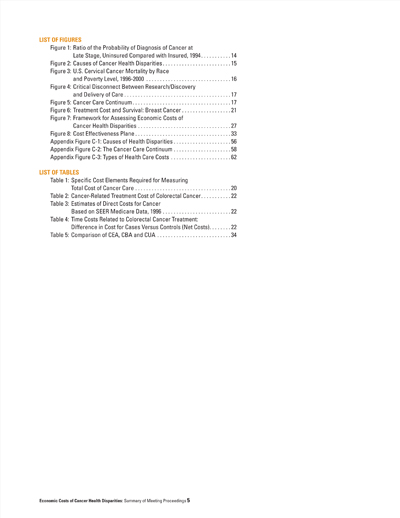 LIST OF FIGURES
Figure 1: Ratio of the Probability of Diagnosis of Cancer at
Late Stage, Uninsured Compared with Insured, 1994. . . . . . . . . . . 14
Figure 2: Causes of Cancer Health Disparities . . . . . . . . . . . . . . . . . . . . . . . . . 15
Figure 3: U.S. Cervical Cancer Mortality by Race
and Poverty Level, 1996-2000 . . . . . . . . . . . . . . . . . . . . . . . . . . . . . . 16
Figure 4: Critical Disconnect Between Research/Discovery
and Delivery of Care . . . . . . . . . . . . . . . . . . . . . . . . . . . . . . . . . . . . . . 17
Figure 5: Cancer Care Continuum . . . . . . . . . . . . . . . . . . . . . . . . . . . . . . . . . . . 17
Figure 6: Treatment Cost and Survival: Breast Cancer . . . . . . . . . . . . . . . . . . 21
Figure 7: Framework for Assessing Economic Costs of
Cancer Health Disparities . . . . . . . . . . . . . . . . . . . . . . . . . . . . . . . . . 27
Figure 8: Cost Effectiveness Plane . . . . . . . . . . . . . . . . . . . . . . . . . . . . . . . . . . 33
Appendix Figure C-1: Causes of Health Disparities . . . . . . . . . . . . . . . . . . . . 56
Appendix Figure C-2: The Cancer Care Continuum . . . . . . . . . . . . . . . . . . . . 58
Appendix Figure C-3: Types of Health Care Costs . . . . . . . . . . . . . . . . . . . . . 62
LIST OF TABLES
Table 1: Specific Cost Elements Required for Measuring
Total Cost of Cancer Care . . . . . . . . . . . . . . . . . . . . . . . . . . . . . . . . . . 20
Table 2: Cancer-Related Treatment Cost of Colorectal Cancer. . . . . . . . . . . 22
Table 3: Estimates of Direct Costs for Cancer
Based on SEER Medicare Data, 1996 . . . . . . . . . . . . . . . . . . . . . . . . 22
Table 4: Time Costs Related to Colorectal Cancer Treatment:
Difference in Cost for Cases Versus Controls (Net Costs). . . . . . . . 22
Table 5: Comparison of CEA, CBA and CUA . . . . . . . . . . . . . . . . . . . . . . . . . . 34
Economic Costs of Cancer Health Disparities: Summary of Meeting Proceedings 5